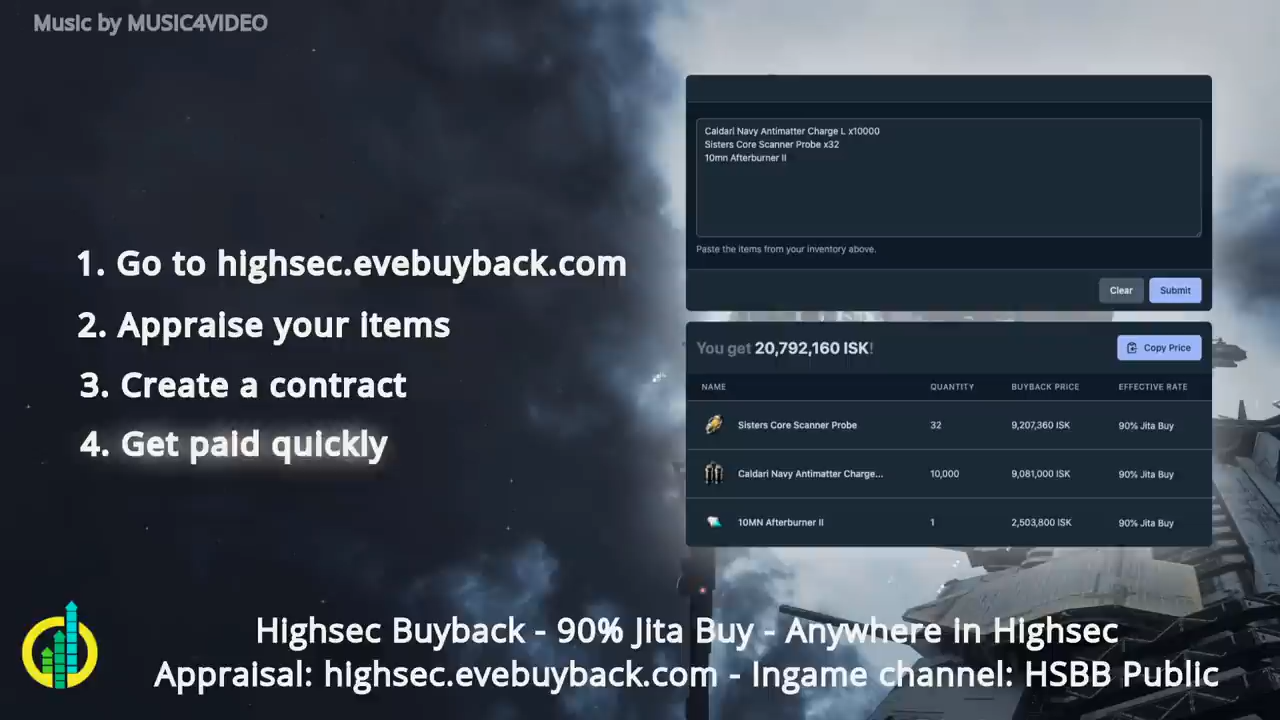 Music by MUSIC4VIDEO
1. Go to highsec.evebuyback.com
2. Appraise your items
3. Create a contract
4. Get paid quickly
Caldari Navy Antimatter Charge L x10000
Sisters Core Scanner Probe x32
10mn Afterburner II
Paste the items from your inventory above.
Clear Submit
You get 20,792,160 ISK!
Copy Price
NAME QUANTITY BUYBACK PRICE EFFECTIVE RATE
Sisters Core Scanner Probe 32 9,207,360 ISK 90% Jita Buy
Caldari Navy Antimatter Charge... 10,000 9,081,000 ISK 90% Jita Buy
10MN Afterburner II 1 2,503,800 ISK 90% Jita Buy
Highsec Buyback - 90% Jita Buy - Anywhere in Highsec
Appraisal: highsec.evebuyback.com - Ingame channel: HSBB Public